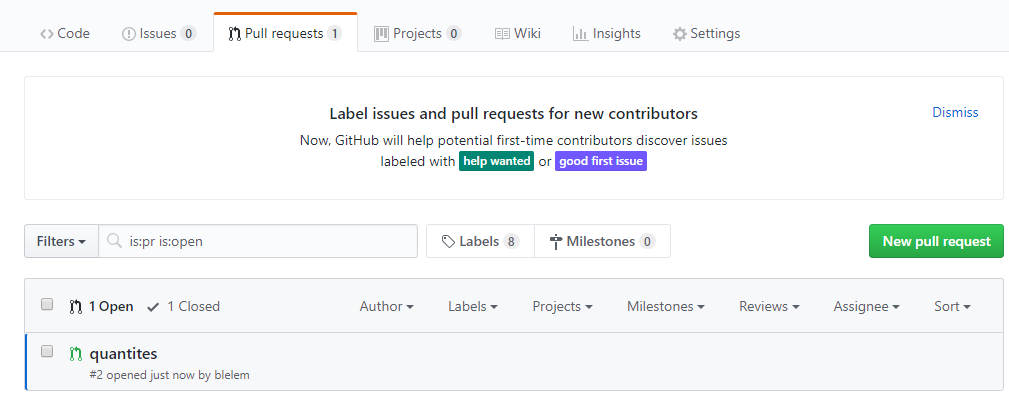 Code Issues 0 Pull requests 1 Projects 0 Wiki Insights Settings
Label issues and pull requests for new contributors
Dismiss
Now, GitHub will help potential first-time contributors discover issues
labeled with help wanted or good first issue
Filters is:pr is:open Labels 8 Milestones 0 New pull request
1 Open 1 Closed Author Labels Projects Milestones Reviews Assignee Sort
quantites
#2 opened just now by blelem